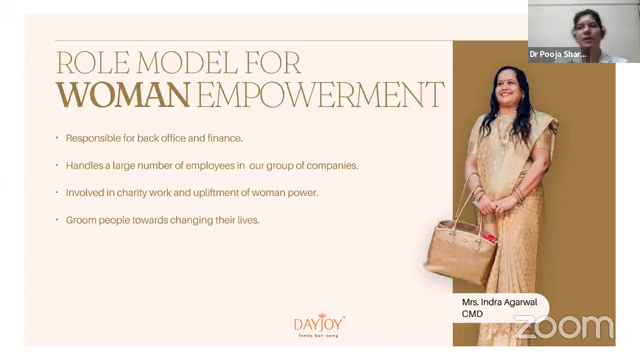 Dr Pooja Shar...
ROLE MODEL FOR
WOMAN EMPOWERMENT
• Responsible for back office and finance.
• Handles a large number of employees in our group of companies.
• Involved in charity work and upliftment of woman power.
• Groom people towards changing their lives.
Mrs. Indra Agarwal
CMD
DAYJOY
Family Well-being
zoom